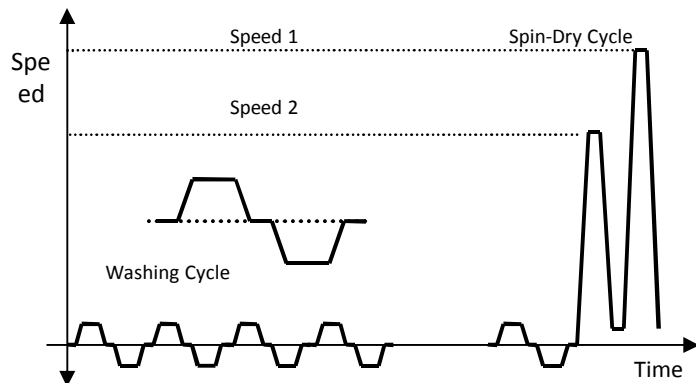 Speed 1
Spin-Dry Cycle
Spe
ed
Speed 2
Washing Cycle
Time